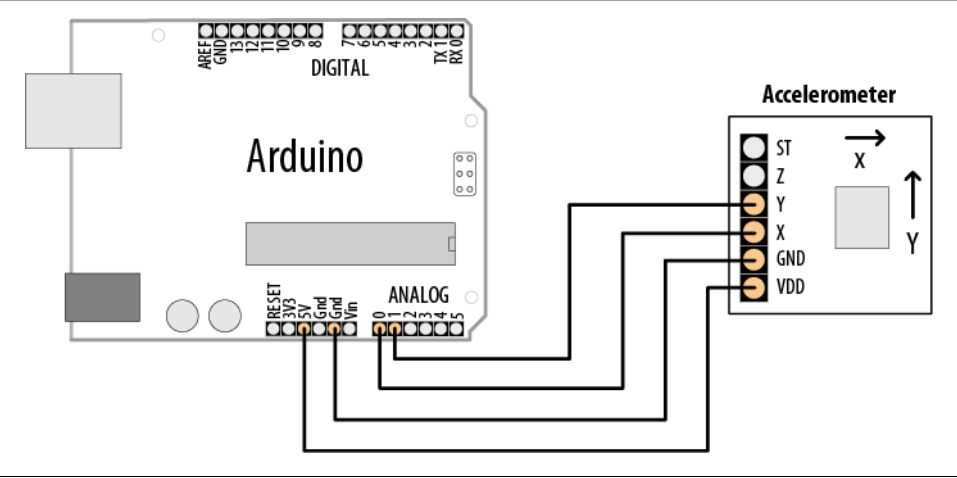 AREF
GND
13
12
11
10
9
8
7
6
5
4
3
2
TX 1
RX 0
DIGITAL
Arduino
Accelerometer
ST
Z
Y
X
GND
VDD
X
Y
ANALOG
RESET
3V3
5V
Gnd
Gnd
Vin
0
1
2
3
4
5